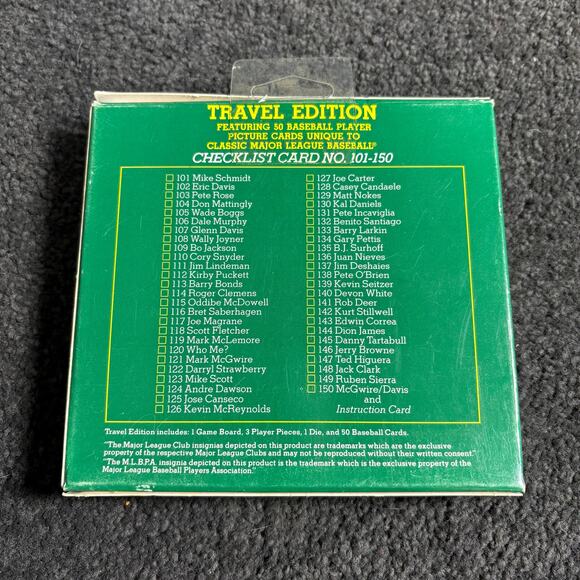 TRAVEL EDITION
FEATURING 50 BASEBALL PLAYER
PICTURE CARDS UNIQUE TO
CLASSIC MAJOR LEAGUE BASEBALL®
CHECKLIST CARD NO. 101-150
101 Mike Schmidt
102 Eric Davis
103 Pete Rose
104 Don Mattingly
105 Wade Boggs
106 Dale Murphy
107 Glenn Davis
108 Wally Joyner
109 Bo Jackson
110 Cory Snyder
111 Jim Lindeman
112 Kirby Puckett
113 Barry Bonds
114 Roger Clemens
115 Oddibe McDowell
116 Bret Saberhagen
117 Joe Magrane
118 Scott Fletcher
119 Mark McLemore
120 Who Me?
121 Mark McGwire
122 Darryl Strawberry
123 Mike Scott
124 Andre Dawson
125 Jose Canseco
126 Kevin McReynolds
127 Joe Carter
128 Casey Candaele
129 Matt Nokes
130 Kal Daniels
131 Pete Incaviglia
132 Benito Santiago
133 Barry Larkin
134 Gary Pettis
135 B.J. Surhoff
136 Juan Nieves
137 Jim Deshaies
138 Pete O'Brien
139 Kevin Seitzer
140 Devon White
141 Rob Deer
142 Kurt Stillwell
143 Edwin Correa
144 Dion James
145 Danny Tartabull
146 Jerry Browne
147 Ted Higuera
148 Jack Clark
149 Ruben Sierra
150 McGwire/Davis
and
Instruction Card
Travel Edition includes: 1 Game Board, 3 Player Pieces, 1 Die, and 50 Baseball Cards.
"The Major League Club insignias depicted on this product are trademarks which are the exclusive
property of the respective Major League Clubs and may not be reproduced without their written consent."
"The M.L.B.P.A. insignia depicted on this product is the trademark which is the exclusive property of the
Major League Baseball Players Association."